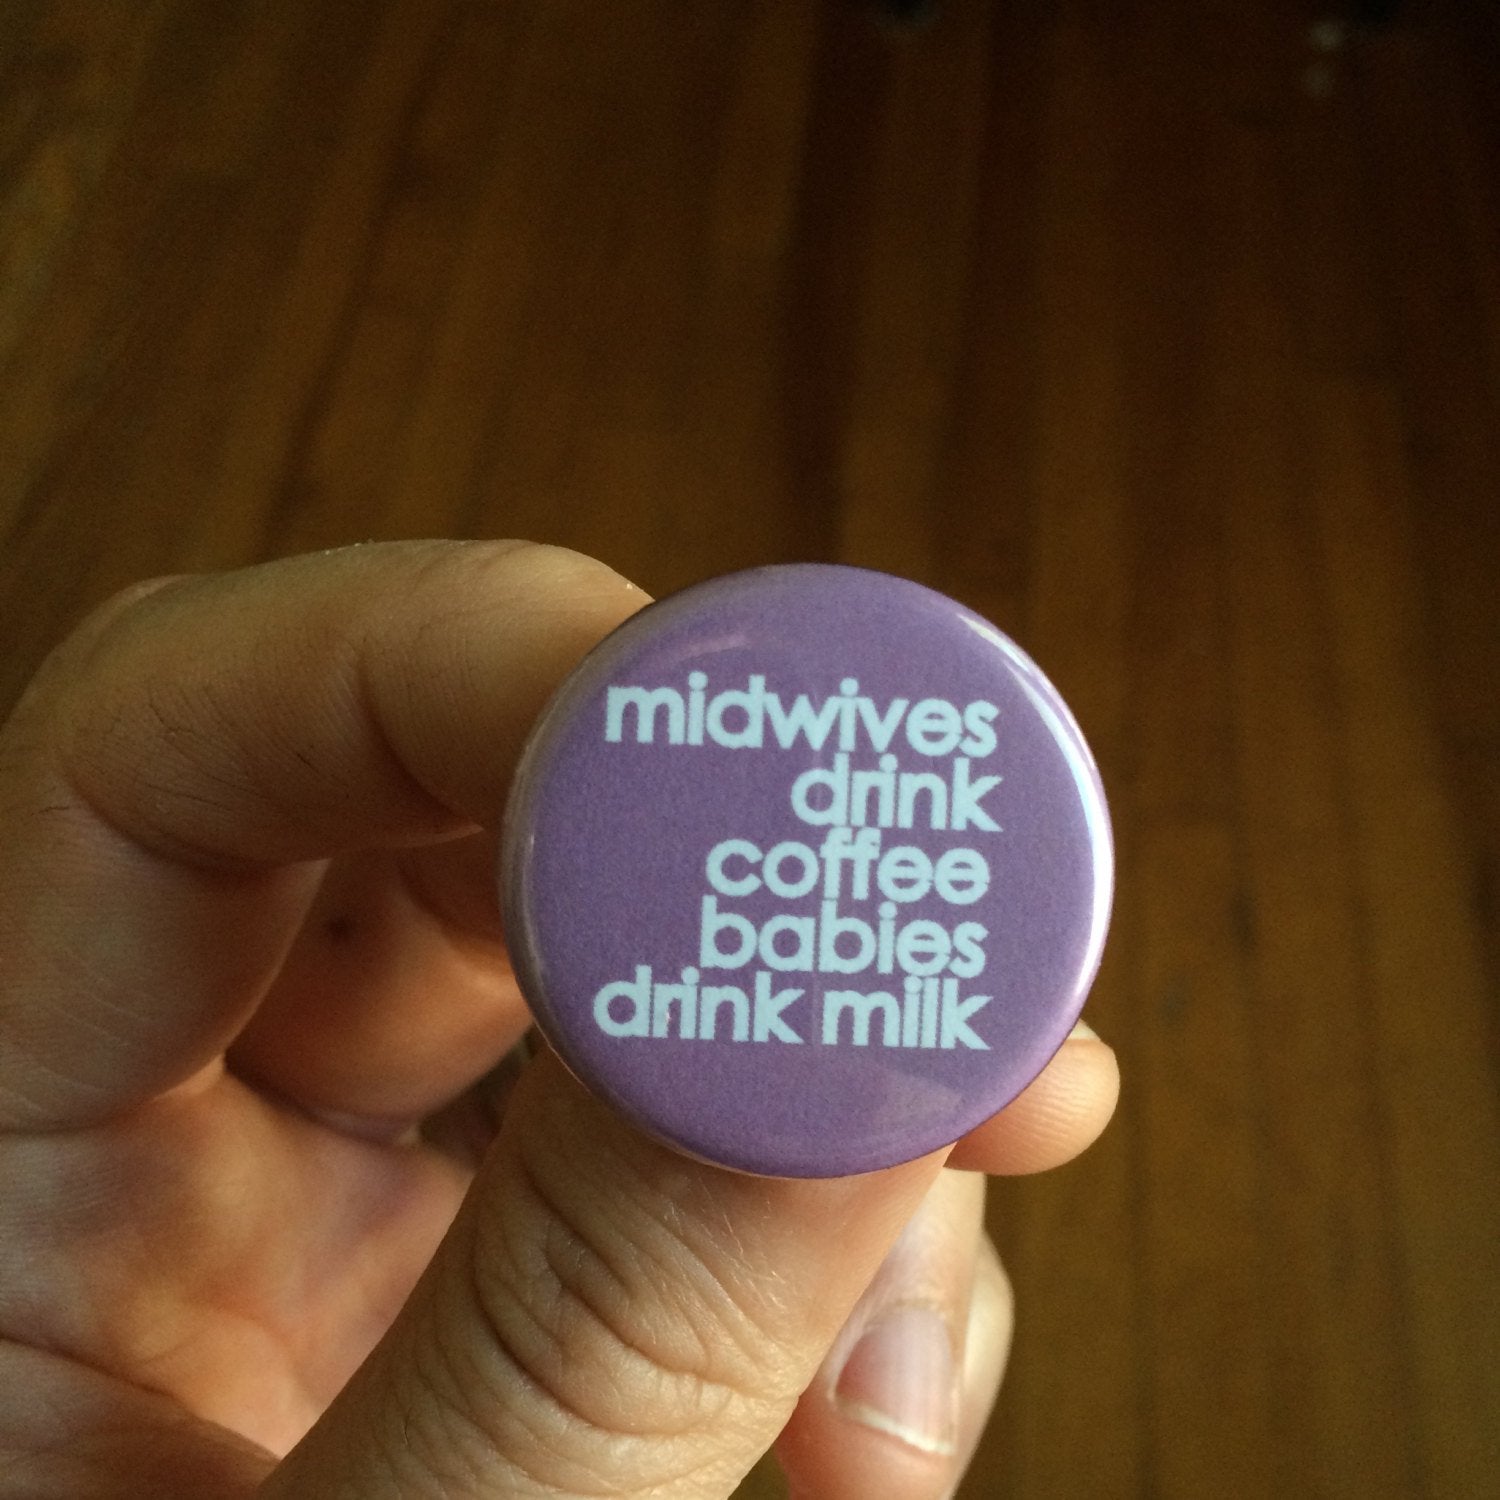 midwives
drink
coffee
babies
drink milk